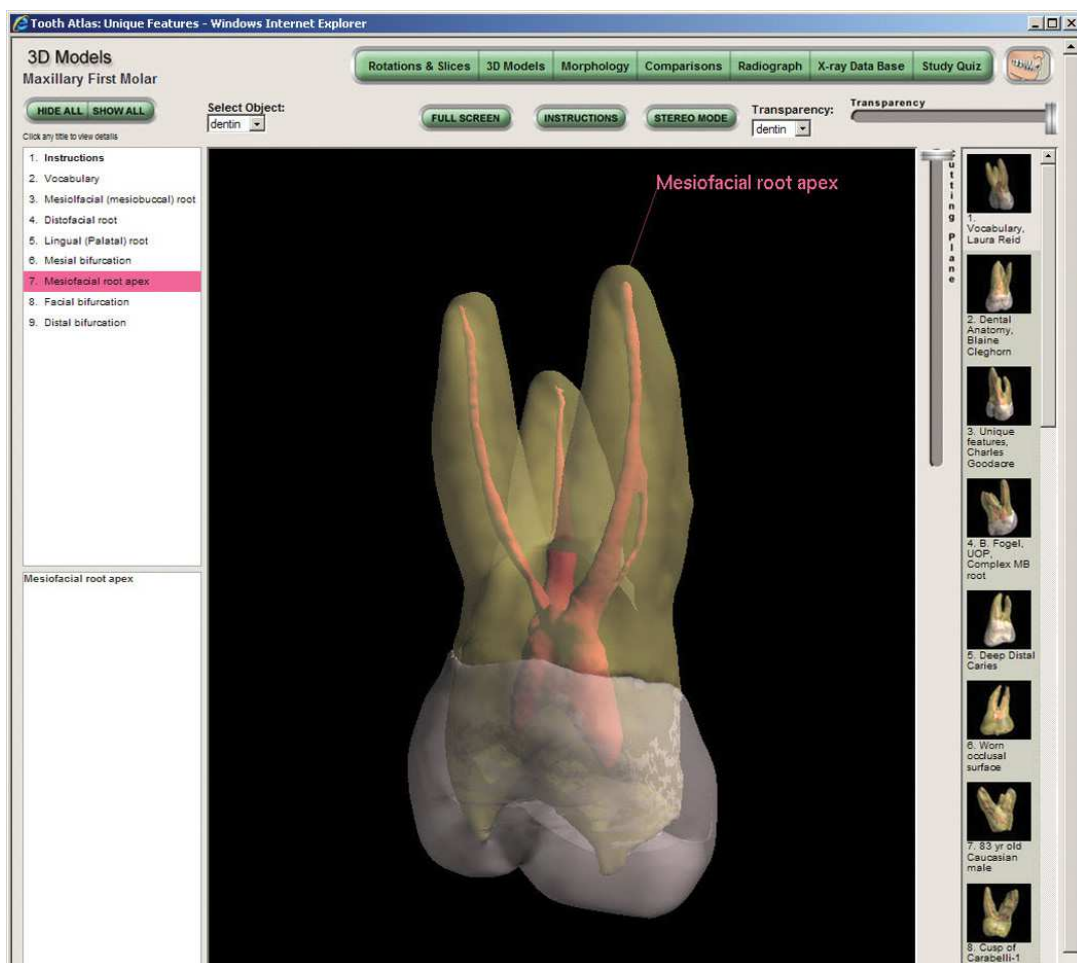 Tooth Atlas: Unique Features - Windows Internet Explorer
3D Models
Maxillary First Molar
Rotations & Slices 3D Models Morphology Comparisons Radiograph X-ray Data Base Study Quiz
HIDE ALL SHOW ALL
Click any title to view details
Select Object:
dentin
FULL SCREEN
INSTRUCTIONS
STEREO MODE
Transparency:
dentin
Transparency
1. Instructions
2. Vocabulary
3. Mesiolfacial (mesiobuccal) root
4. Distofacial root
5. Lingual (Palatal) root
6. Mesial bifurcation
7. Mesiofacial root apex
8. Facial bifurcation
9. Distal bifurcation
Mesiofacial root apex
Mesiofacial root apex
Cutting Plane
1.
Vocabulary,
Laura Reid
2. Dental
Anatomy,
Blaine
Cleghorn
3. Unique
features,
Charles
Goodacre
4. B. Fogel,
UOP,
Complex MB
root
5. Deep Distal
Caries
6. Worn
occlusal
surface
7. 83 yr old
Caucasian
male
8. Cusp of
Carabelli-1